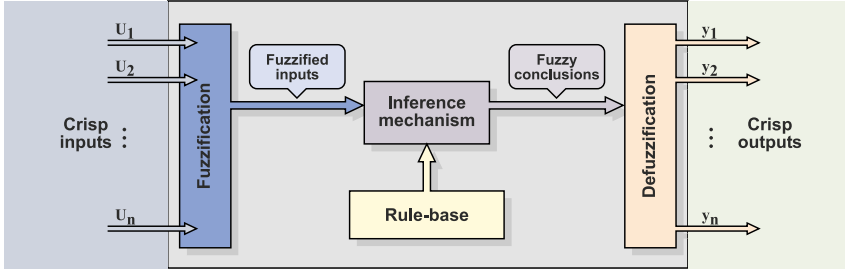 U1
U2
Crisp
inputs
Un
Fuzzification
Fuzzified
inputs
Inference
mechanism
Rule-base
Fuzzy
conclusions
Defuzzification
y1
y2
Crisp
outputs
yn